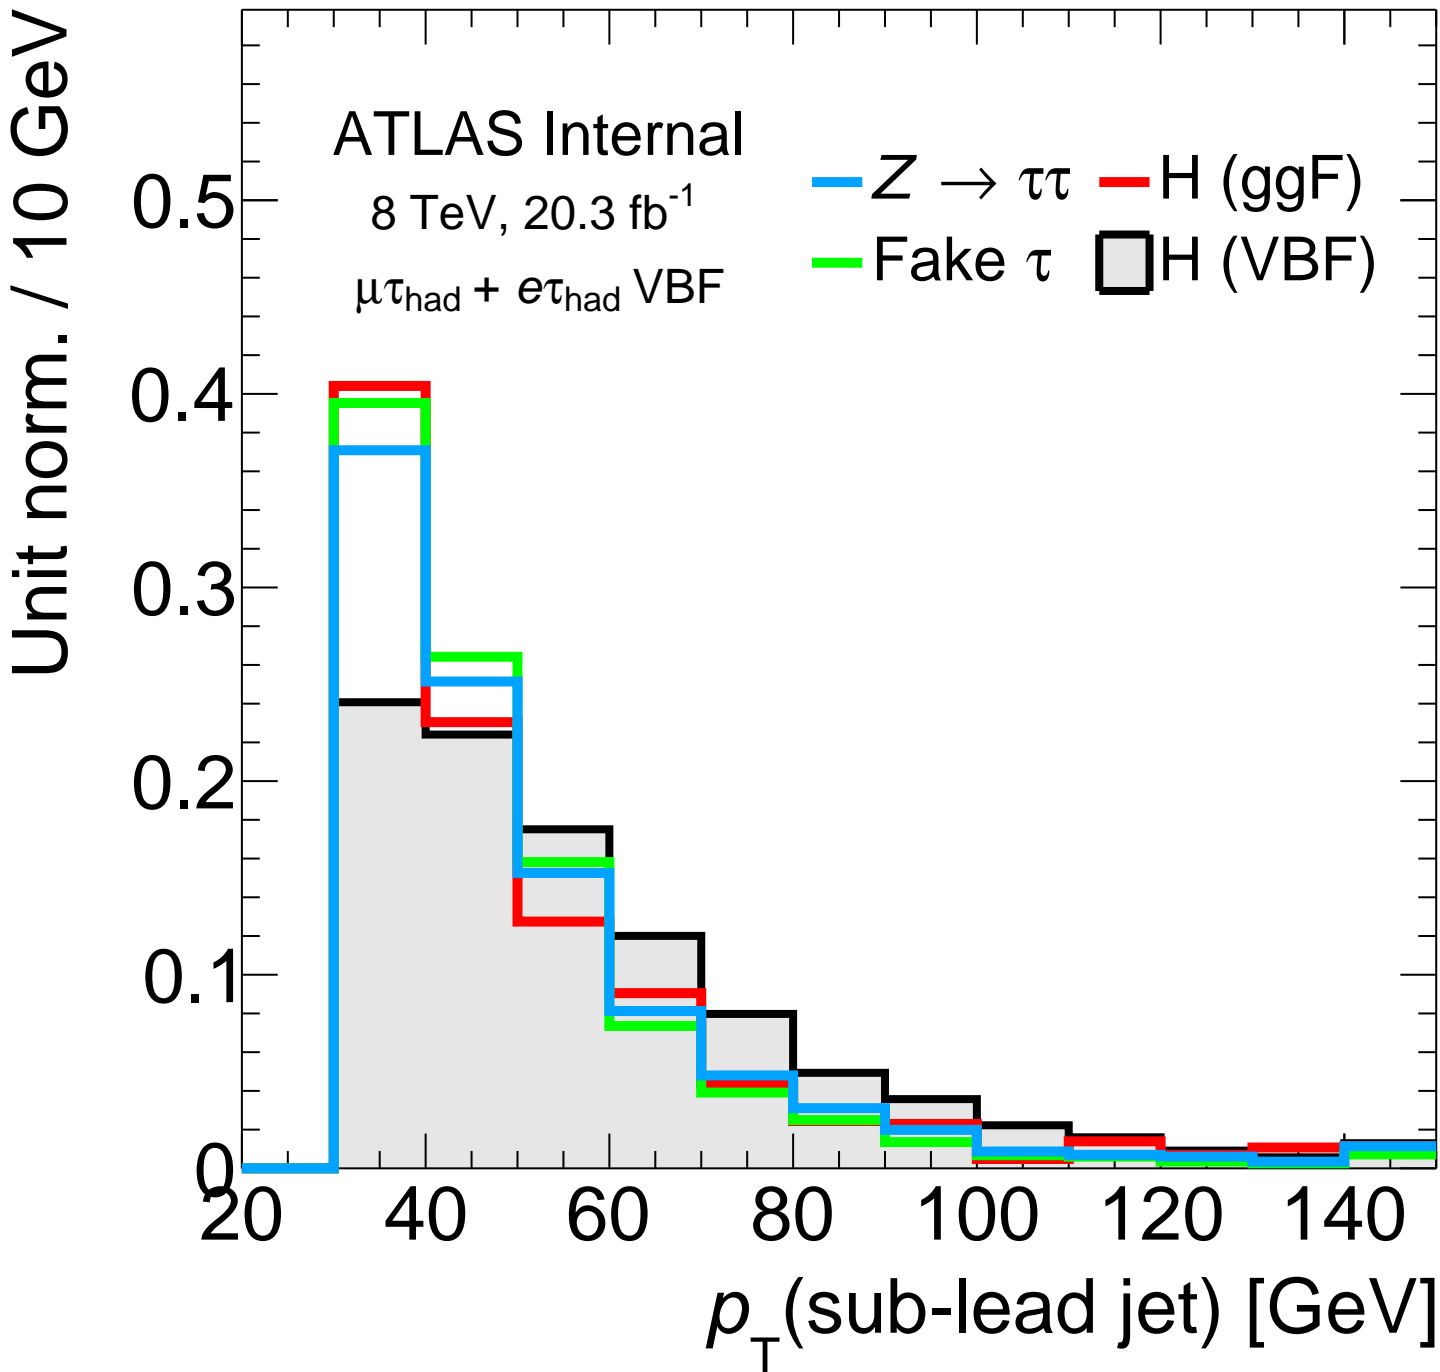 Unit norm. / 10 GeV
ATLAS Internal
8 TeV, 20.3 fb⁻¹
μτhad + eτhad VBF
Z → ττ H (ggF)
Fake τ H (VBF)
0.5
0.4
0.3
0.2
0.1
0
20 40 60 80 100 120 140
pT(sub-lead jet) [GeV]